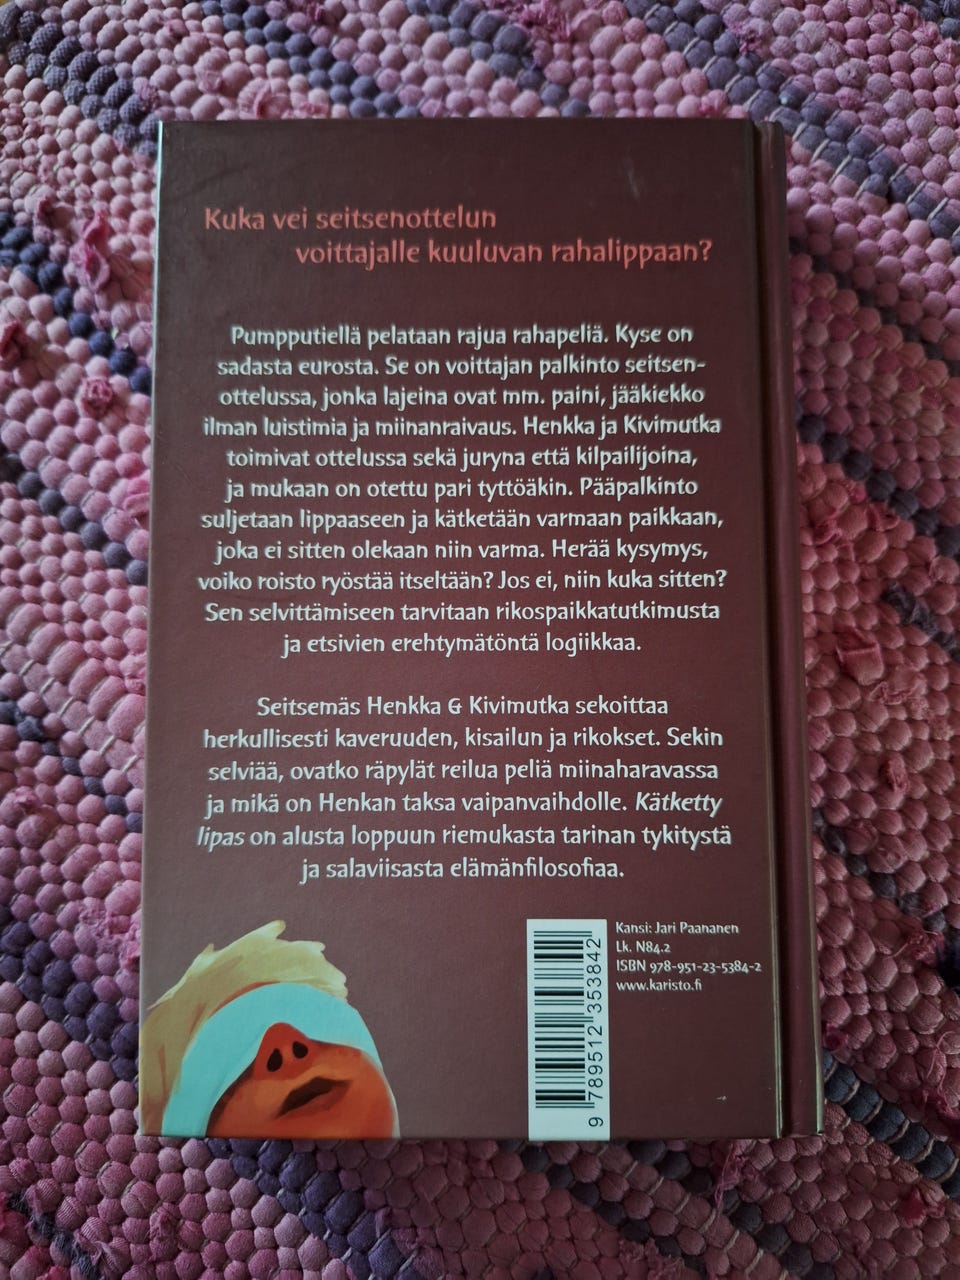 Kuka vei seitsenottelun
voittajalle kuuluvan rahalippaan?
Pumpputiellä pelataan rajua rahapeliä. Kyse on
sadasta eurosta. Se on voittajan palkinto seitsen-
ottelussa, jonka lajeina ovat mm. paini, jääkiekko
ilman luistimia ja miinanraivaus. Henkka ja Kivimutka
toimivat ottelussa sekä juryna että kilpailijoina,
ja mukaan on otettu pari tyttöäkin. Pääpalkinto
suljetaan lippaaseen ja kätketään varmaan paikkaan,
joka ei sitten olekaan niin varma. Herää kysymys,
voiko roisto ryöstää itseltään? Jos ei, niin kuka sitten?
Sen selvittämiseen tarvitaan rikospaikkatutkimusta
ja etsivien erehtymätöntä logiikkaa.
Seitsemäs Henkka & Kivimutka sekoittaa
herkullisesti kaveruuden, kisailun ja rikokset. Sekin
selviää, ovatko räpylät reilua peliä miinaharavassa
ja mikä on Henkan taksa vaipanvaihdolle. Kätketty
lipas on alusta loppuun riemukasta tarinan tykitystä
ja salaviisasta elämänfilosofiaa.
Kansi: Jari Paananen
Lk. N84.2
ISBN 978-951-23-5384-2
www.karisto.fi
9 789512 353842